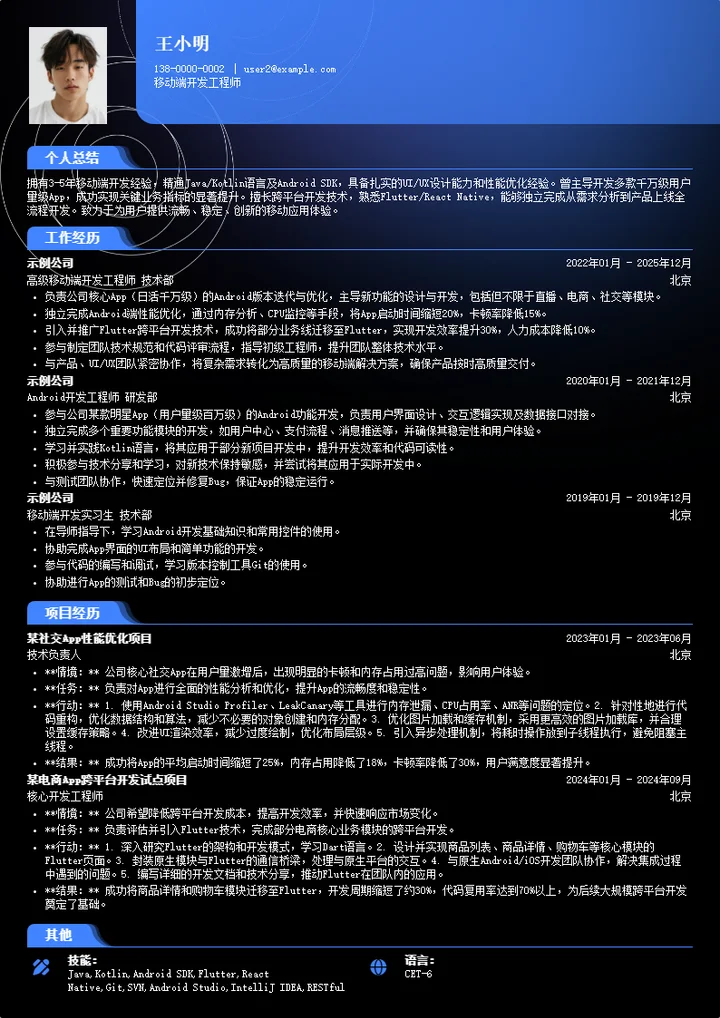 王小明
138-0000-0002 | user2@example.com
移动端开发工程师
个人总结
拥有3-5年移动端开发经验，精通Java/Kotlin语言及Android SDK，具备扎实的UI/UX设计能力和性能优化经验。曾主导开发多款千万级用户
量级App，成功实现关键业务指标的显著提升。擅长跨平台开发技术，熟悉Flutter/React Native，能够独立完成从需求分析到产品上线全
流程开发。致力于为用户提供流畅、稳定、创新的移动应用体验。
工作经历
示例公司 2022年01月 - 2025年12月
高级移动端开发工程师 技术部 北京
• 负责公司核心App（日活千万级）的Android版本迭代与优化，主导新功能的设计与开发，包括但不限于直播、电商、社交等模块。
• 独立完成Android端性能优化，通过内存分析、CPU监控等手段，将App启动时间缩短20%，卡顿率降低15%。
• 引入并推广Flutter跨平台开发技术，成功将部分业务线迁移至Flutter，实现开发效率提升30%，人力成本降低10%。
• 参与制定团队技术规范和代码评审流程，指导初级工程师，提升团队整体技术水平。
• 与产品、UI/UX团队紧密协作，将复杂需求转化为高质量的移动端解决方案，确保产品按时高质量交付。
示例公司 2020年01月 - 2021年12月
Android开发工程师 研发部 北京
• 参与公司某款明星App（用户量级百万级）的Android功能开发，负责用户界面设计、交互逻辑实现及数据接口对接。
• 独立完成多个重要功能模块的开发，如用户中心、支付流程、消息推送等，并确保其稳定性和用户体验。
• 学习并实践Kotlin语言，将其应用于部分新项目开发中，提升开发效率和代码可读性。
• 积极参与技术分享和学习，对新技术保持敏感，并尝试将其应用于实际开发中。
• 与测试团队协作，快速定位并修复Bug，保证App的稳定运行。
示例公司 2019年01月 - 2019年12月
移动端开发实习生 技术部 北京
• 在导师指导下，学习Android开发基础知识和常用控件的使用。
• 协助完成App界面的UI布局和简单功能的开发。
• 参与代码的编写和调试，学习版本控制工具Git的使用。
• 协助进行App的测试和Bug的初步定位。
项目经历
某社交App性能优化项目 2023年01月 - 2023年06月
技术负责人 北京
• **情境：** 公司核心社交App在用户量激增后，出现明显的卡顿和内存占用过高问题，影响用户体验。
• **任务：** 负责对App进行全面的性能分析和优化，提升App的流畅度和稳定性。
• **行动：** 1. 使用Android Studio Profiler、LeakCanary等工具进行内存泄漏、CPU占用率、ANR等问题的定位。2. 针对性地进行代
码重构，优化数据结构和算法，减少不必要的对象创建和内存分配。3. 优化图片加载和缓存机制，采用更高效的图片加载库，并合理
设置缓存策略。4. 改进UI渲染效率，减少过度绘制，优化布局层级。5. 引入异步处理机制，将耗时操作放到子线程执行，避免阻塞主
线程。
• **结果：** 成功将App的平均启动时间缩短了25%，内存占用降低了18%，卡顿率降低了30%，用户满意度显著提升。
某电商App跨平台开发试点项目 2024年01月 - 2024年09月
核心开发工程师 北京
• **情境：** 公司希望降低跨平台开发成本，提高开发效率，并快速响应市场变化。
• **任务：** 负责评估并引入Flutter技术，完成部分电商核心业务模块的跨平台开发。
• **行动：** 1. 深入研究Flutter的架构和开发模式，学习Dart语言。2. 设计并实现商品列表、商品详情、购物车等核心模块的
Flutter页面。3. 封装原生模块与Flutter的通信桥梁，处理与原生平台的交互。4. 与原生Android/iOS开发团队协作，解决集成过程
中遇到的问题。5. 编写详细的开发文档和技术分享，推动Flutter在团队内的应用。
• **结果：** 成功将商品详情和购物车模块迁移至Flutter，开发周期缩短了约30%，代码复用率达到70%以上，为后续大规模跨平台开发
奠定了基础。
其他
技能： 语言：
Java,Kotlin,Android SDK,Flutter,React CET-6
Native,Git,SVN,Android Studio,IntelliJ IDEA,RESTful